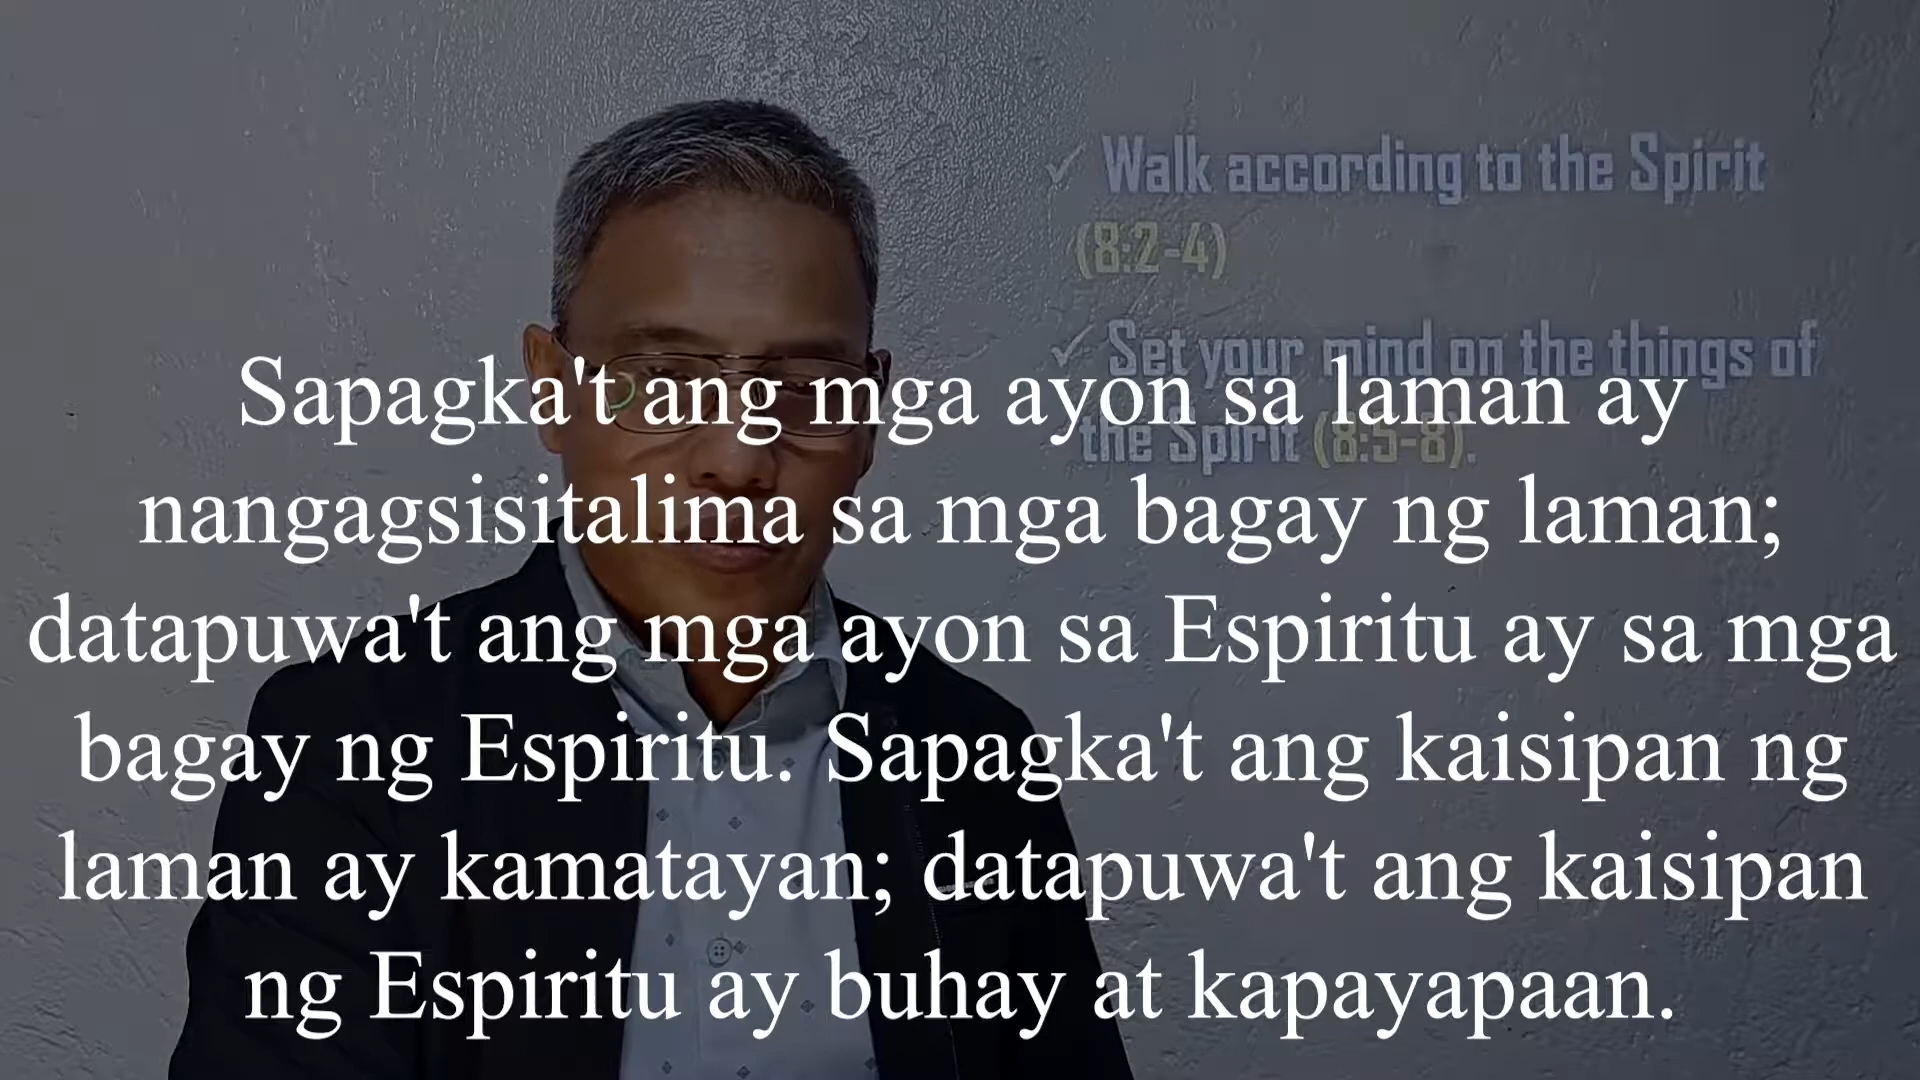 ✓ Walk according to the Spirit
(8:2-4)
✓ Set your mind on the things of
the Spirit (8:5-8).
Sapagka't ang mga ayon sa laman ay
nangagsisitalima sa mga bagay ng laman;
datapuwa't ang mga ayon sa Espiritu ay sa mga
bagay ng Espiritu. Sapagka't ang kaisipan ng
laman ay kamatayan; datapuwa't ang kaisipan
ng Espiritu ay buhay at kapayapaan.